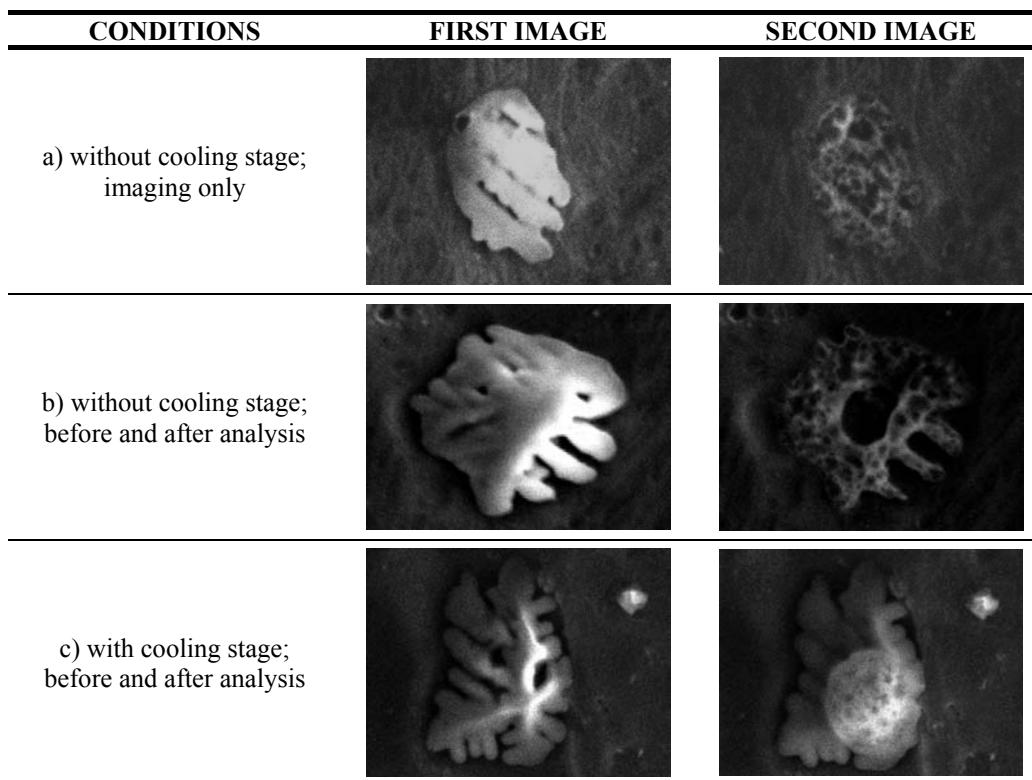 CONDITIONS FIRST IMAGE SECOND IMAGE
a) without cooling stage;
imaging only
b) without cooling stage;
before and after analysis
c) with cooling stage;
before and after analysis